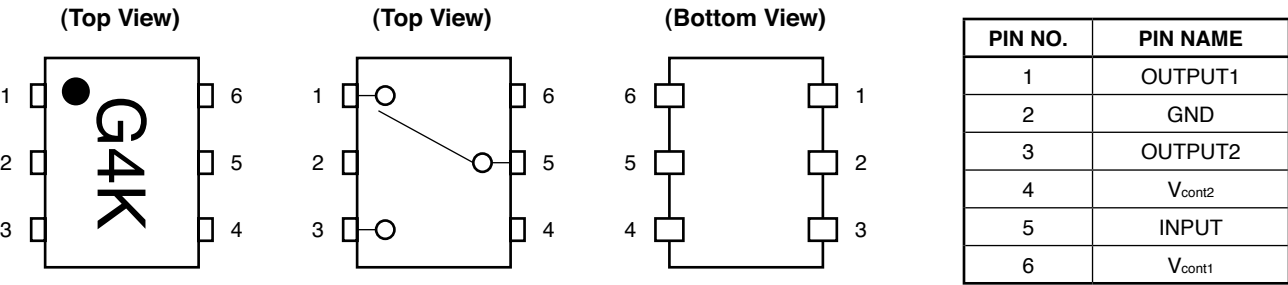 (Top View)
1 6
2 5
3 4
G4K
(Top View)
1 6
2 5
3 4
(Bottom View)
6 1
5 2
4 3
PIN NO. PIN NAME
1 OUTPUT1
2 GND
3 OUTPUT2
4 Vcont2
5 INPUT
6 Vcont1